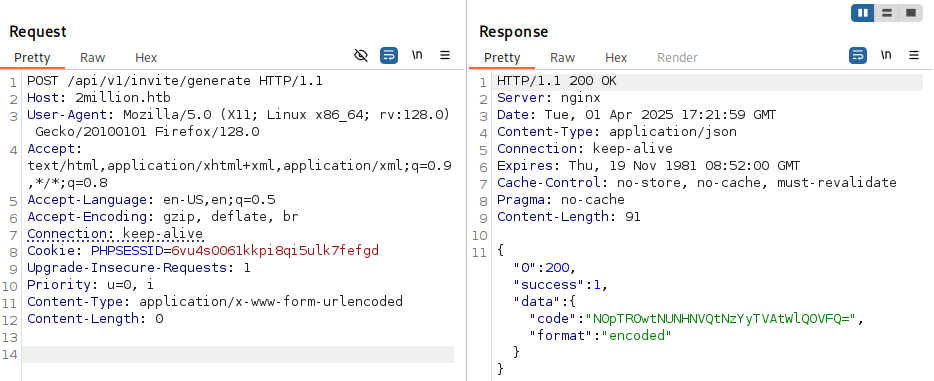 Request
Response
Pretty
Raw
Hex
\n
Pretty
Raw
Hex
Render
\n
1 POST /api/v1/invite/generate HTTP/1.1
2 Host: 2million.htb
3 User-Agent: Mozilla/5.0 (X11; Linux x86_64; rv:128.0)
Gecko/20100101 Firefox/128.0
4 Accept:
text/html,application/xhtml+xml,application/xml;q=0.9
,*/*;q=0.8
5 Accept-Language: en-US,en;q=0.5
6 Accept-Encoding: gzip, deflate, br
7 Connection: keep-alive
8 Cookie: PHPSESSID=6vu4s0061kkpi8qi5ulk7fefgd
9 Upgrade-Insecure-Requests: 1
10 Priority: u=0, i
11 Content-Type: application/x-www-form-urlencoded
12 Content-Length: 0
13
14
1 HTTP/1.1 200 OK
2 Server: nginx
3 Date: Tue, 01 Apr 2025 17:21:59 GMT
4 Content-Type: application/json
5 Connection: keep-alive
6 Expires: Thu, 19 Nov 1981 08:52:00 GMT
7 Cache-Control: no-store, no-cache, must-revalidate
8 Pragma: no-cache
9 Content-Length: 91
10
11 {
"0":200,
"success":1,
"data":{
"code":"N0pTR0wtNUNHNVQtNzYyTVAtWlQ0VFQ=",
"format":"encoded"
}
}